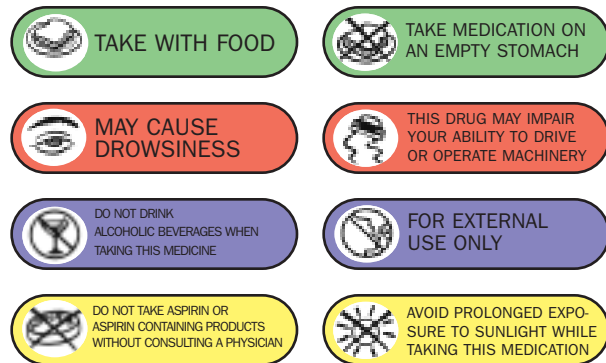 TAKE WITH FOOD
TAKE MEDICATION ON
AN EMPTY STOMACH
MAY CAUSE
DROWSINESS
THIS DRUG MAY IMPAIR
YOUR ABILITY TO DRIVE
OR OPERATE MACHINERY
DO NOT DRINK
ALCOHOLIC BEVERAGES WHEN
TAKING THIS MEDICINE
FOR EXTERNAL
USE ONLY
DO NOT TAKE ASPIRIN OR
ASPIRIN CONTAINING PRODUCTS
WITHOUT CONSULTING A PHYSICIAN
AVOID PROLONGED EXPO-
SURE TO SUNLIGHT WHILE
TAKING THIS MEDICATION